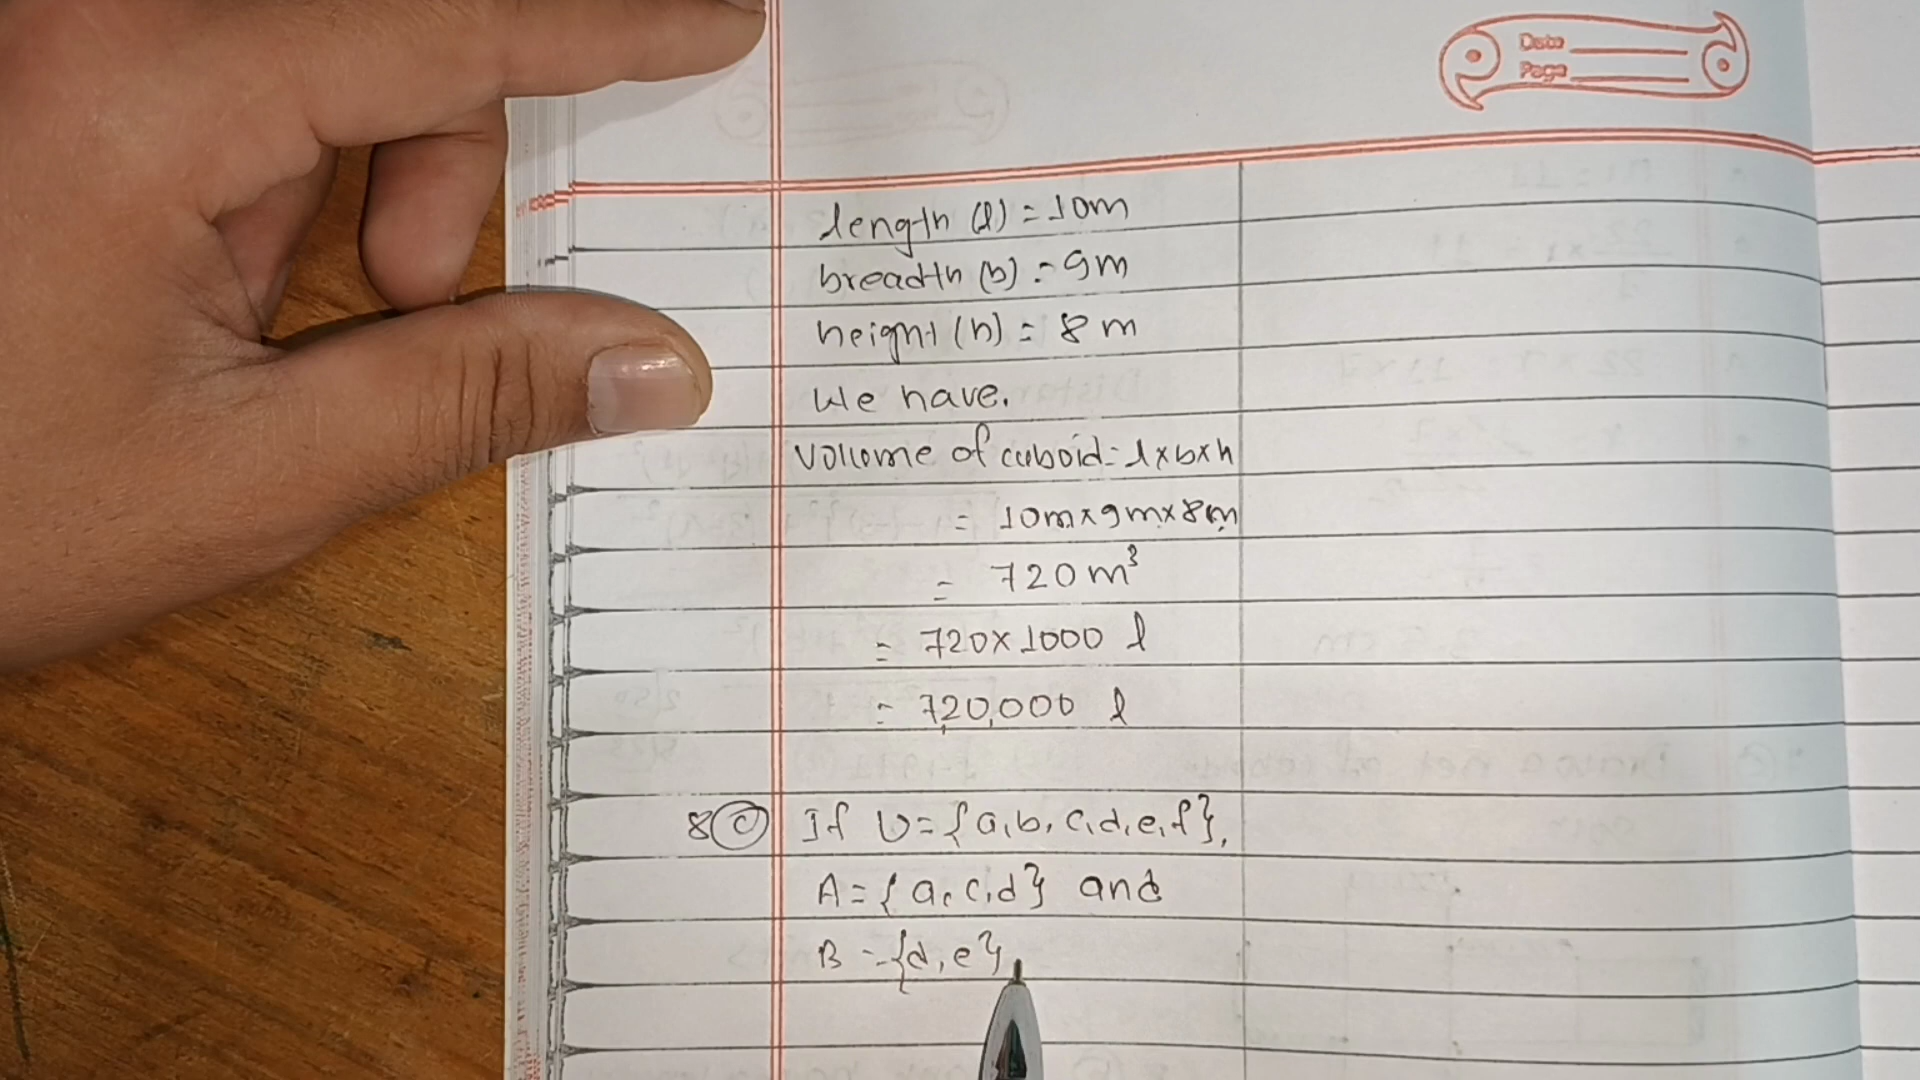 Date
Page
length (l) = 10m
breadth (b) = 9m
height (h) = 8 m
We have.
Volume of cuboid = l×b×h
= 10m×9m×8m
= 720 m³
= 720×1000 l
= 720,000 l
8 (c) If U = {a, b, c, d, e, f},
A = {a, c, d} and
B = {d, e},